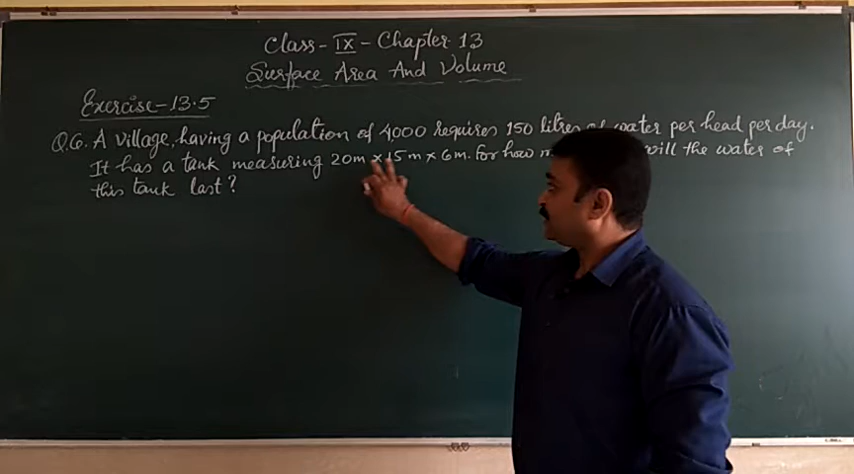 Class-IX-Chapter 13
Surface Area And Volume
Exercise-13.5
Q.6. A village, having a population of 4000 requires 150 litres of water per head per day.
It has a tank measuring 20m × 15m × 6m. For how will the water of
this tank last?